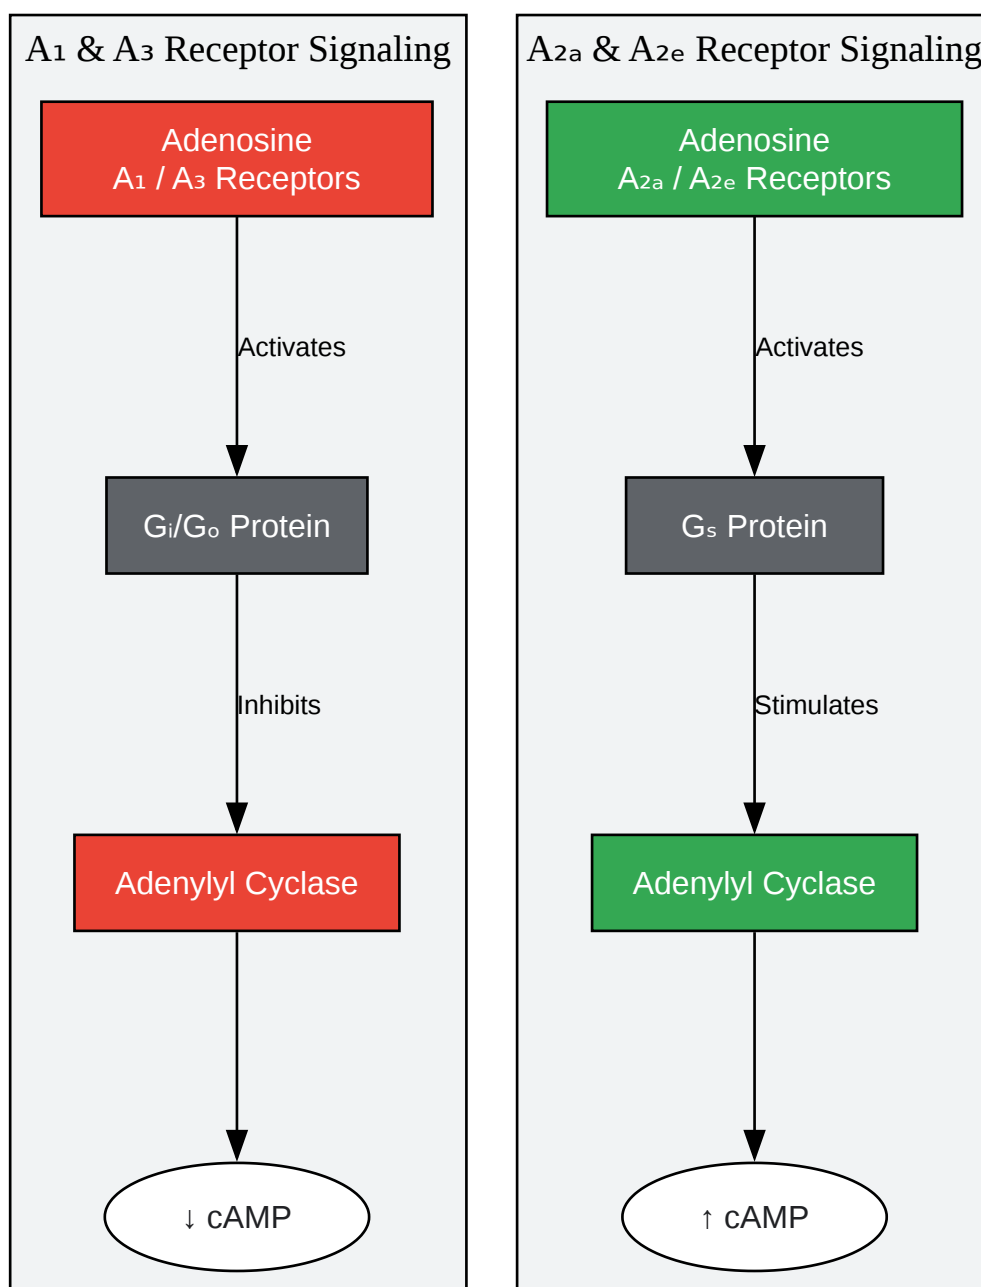 A₁ & A₃ Receptor Signaling
Adenosine
A₁ / A₃ Receptors
Activates
Gᵢ/Gₒ Protein
Inhibits
Adenylyl Cyclase
↓ cAMP
A₂ₐ & A₂ₑ Receptor Signaling
Adenosine
A₂ₐ / A₂ₑ Receptors
Activates
Gₛ Protein
Stimulates
Adenylyl Cyclase
↑ cAMP